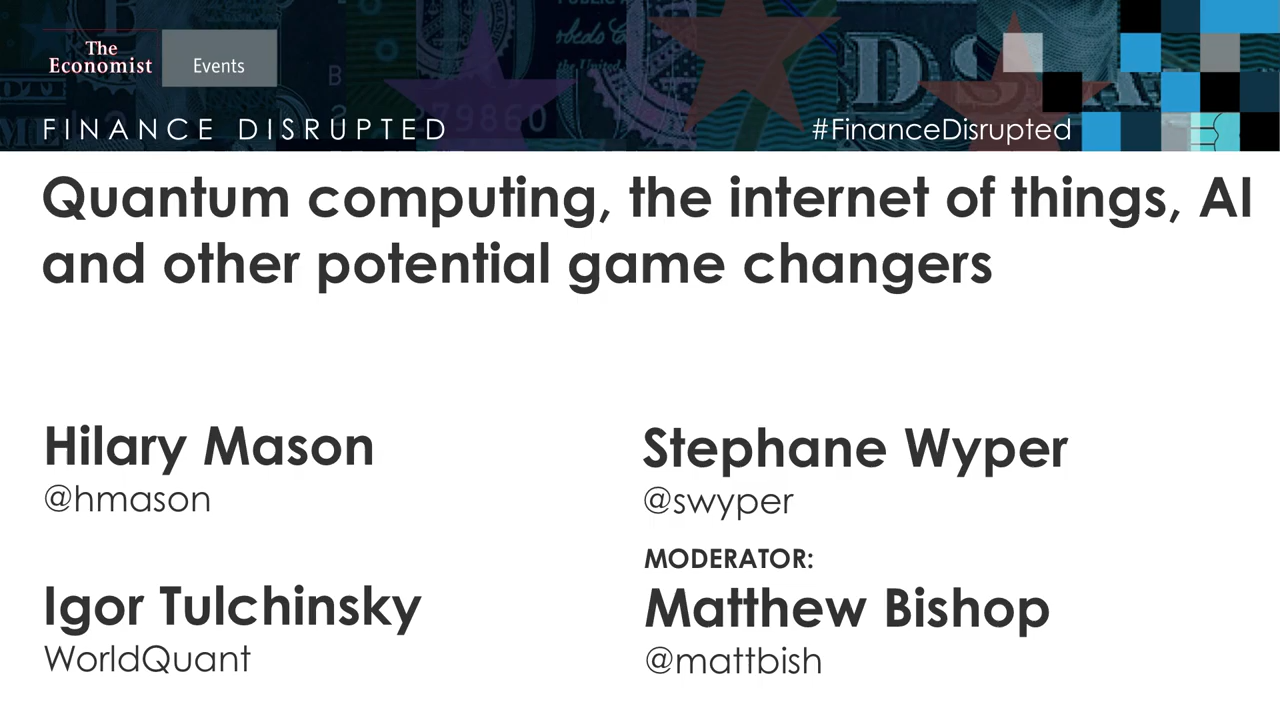 The
Economist
Events
FINANCE DISRUPTED
#FinanceDisrupted
Quantum computing, the internet of things, AI
and other potential game changers
Hilary Mason
@hmason
Stephane Wyper
@swyper
Igor Tulchinsky
WorldQuant
MODERATOR:
Matthew Bishop
@mattbish